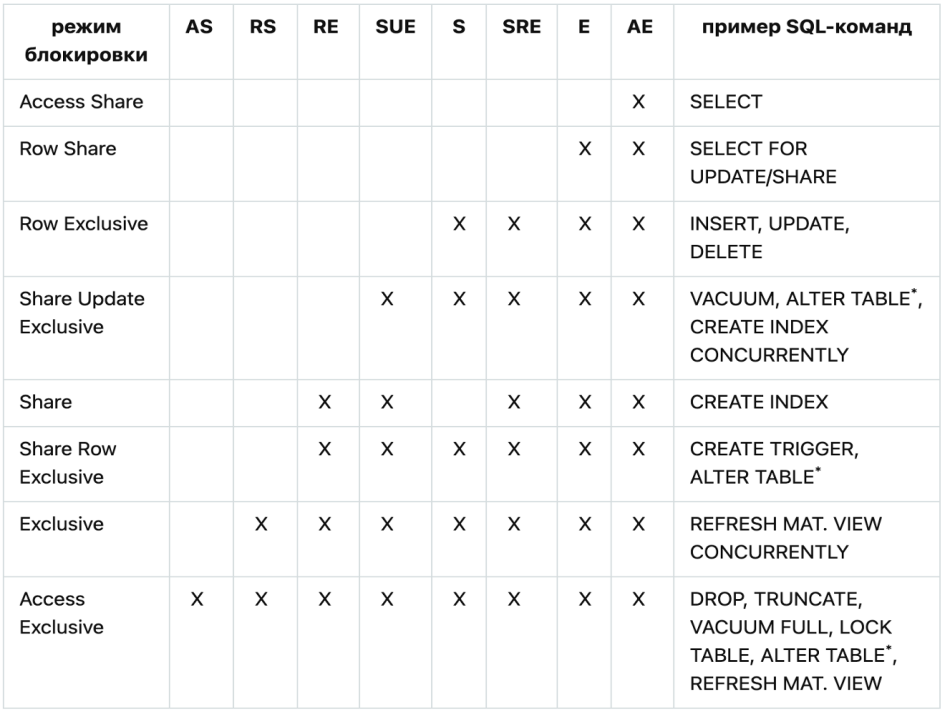 режим AS RS RE SUE S SRE E AE пример SQL-команд
блокировки
Access Share X SELECT
Row Share X X SELECT FOR
UPDATE/SHARE
Row Exclusive X X X X INSERT, UPDATE,
DELETE
Share Update X X X X X VACUUM, ALTER TABLE*,
Exclusive CREATE INDEX
CONCURRENTLY
Share X X X X X CREATE INDEX
Share Row X X X X X X CREATE TRIGGER,
Exclusive ALTER TABLE*
Exclusive X X X X X X X REFRESH MAT. VIEW
CONCURRENTLY
Access X X X X X X X X DROP, TRUNCATE,
Exclusive VACUUM FULL, LOCK
TABLE, ALTER TABLE*,
REFRESH MAT. VIEW